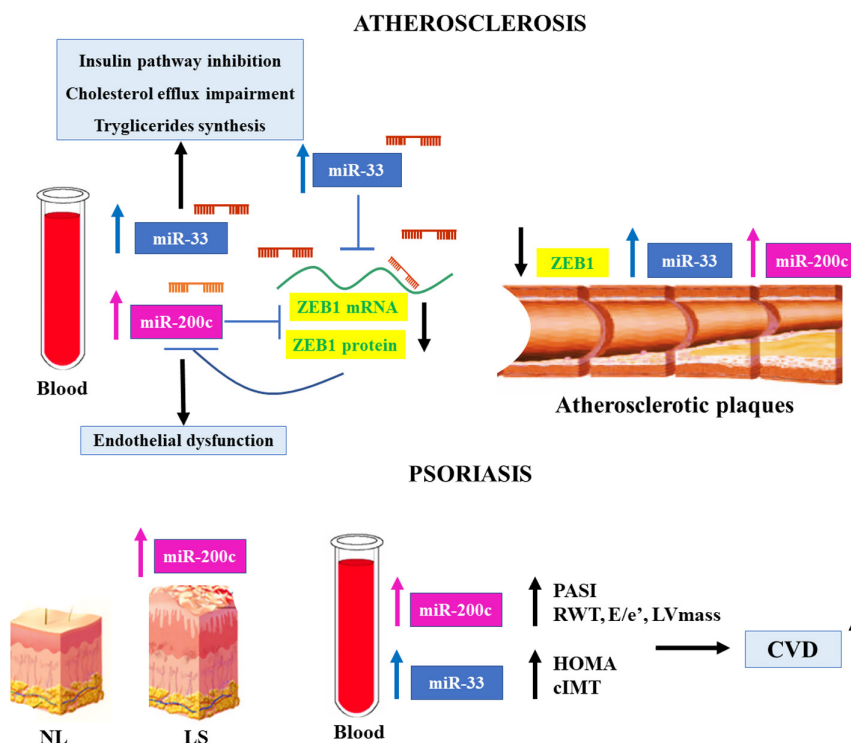 ATHEROSCLEROSIS
Insulin pathway inhibition
Cholesterol efflux impairment
Tryglicerides synthesis
miR-33
miR-33
ZEB1
miR-33
miR-200c
miR-200c
ZEB1 mRNA
ZEB1 protein
Blood
Atherosclerotic plaques
Endothelial dysfunction
PSORIASIS
miR-200c
miR-200c
PASI
RWT, E/e’, LVmass
CVD
miR-33
HOMA
cIMT
NL
LS
Blood